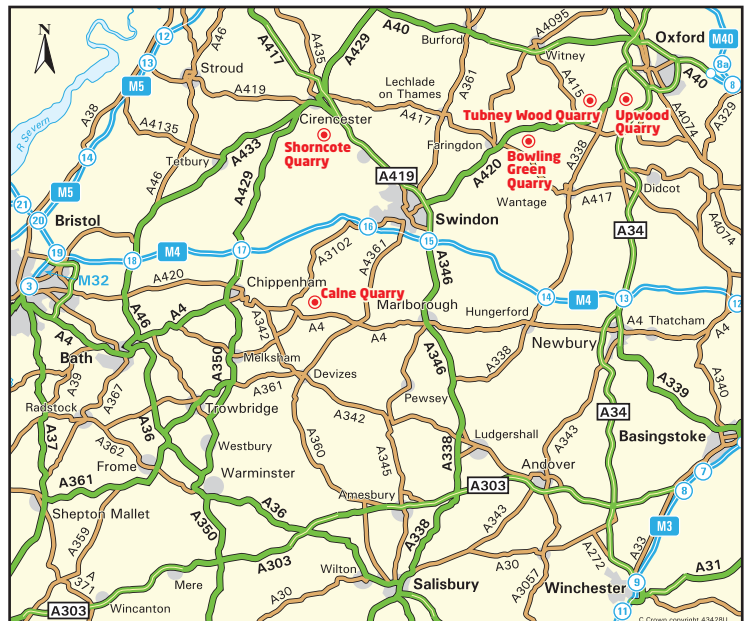 N
12
A46
A417
A435
A429
A40
Burford
A4095
Witney
Oxford
M40
8a
8
13
M5
Stroud
A419
Lechlade
on Thames
A361
A415
A40
A38
R Severn
A4135
Cirencester
A417
Tubney Wood Quarry
Upwood
Quarry
A4074
A329
14
Tetbury
A433
Shorncote
Quarry
Faringdon
A420
Bowling
Green
Quarry
A338
A46
A429
A419
Wantage
A417
Didcot
M5
21
20
Bristol
Swindon
A34
A4074
16
15
19
18
M4
17
A3102
A4361
A346
M32
3
A420
Chippenham
Calne Quarry
Marlborough
14
M4
13
12
A4
A46
A4
A342
A4
A4
Hungerford
A4
Thatcham
A4
Newbury
Bath
A350
Melksham
A346
A338
A39
A367
A361
Devizes
A339
A340
Radstock
Trowbridge
Pewsey
A34
A37
A36
A342
A362
Westbury
A360
A345
A338
Ludgershall
A343
Basingstoke
Frome
Warminster
Andover
7
A361
A36
Amesbury
A303
8
Shepton Mallet
A350
A338
A343
M3
A359
A303
A30
A272
A33
A31
A
371
Mere
Wilton
Salisbury
A3057
Winchester
9
A303
Wincanton
A30
11
C Crown copyright A3428U